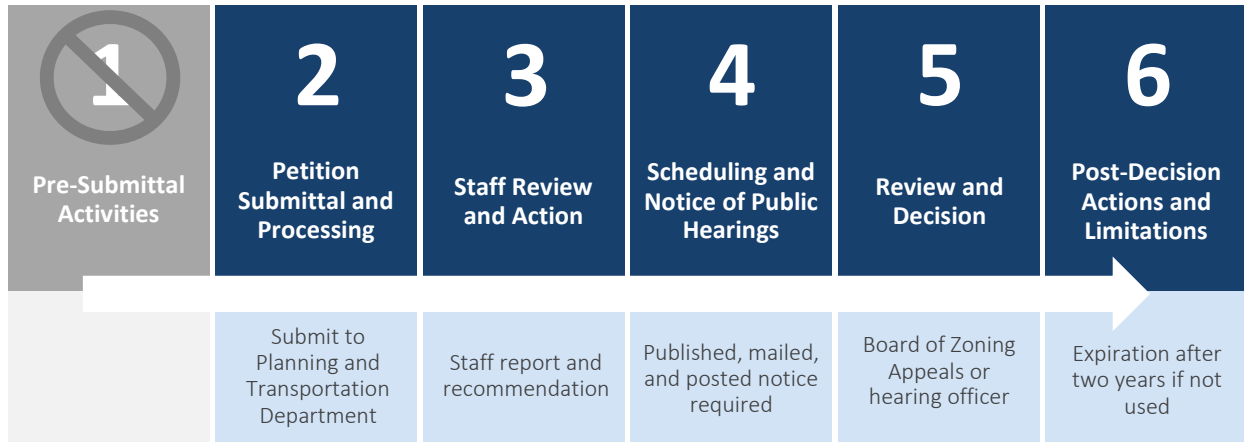 1
Pre-Submittal
Activities
2
Petition
Submittal and
Processing
Submit to
Planning and
Transportation
Department
3
Staff Review
and Action
Staff report and
recommendation
4
Scheduling and
Notice of Public
Hearings
Published, mailed,
and posted notice
required
5
Review and
Decision
Board of Zoning
Appeals or
hearing officer
6
Post-Decision
Actions and
Limitations
Expiration after
two years if not
used